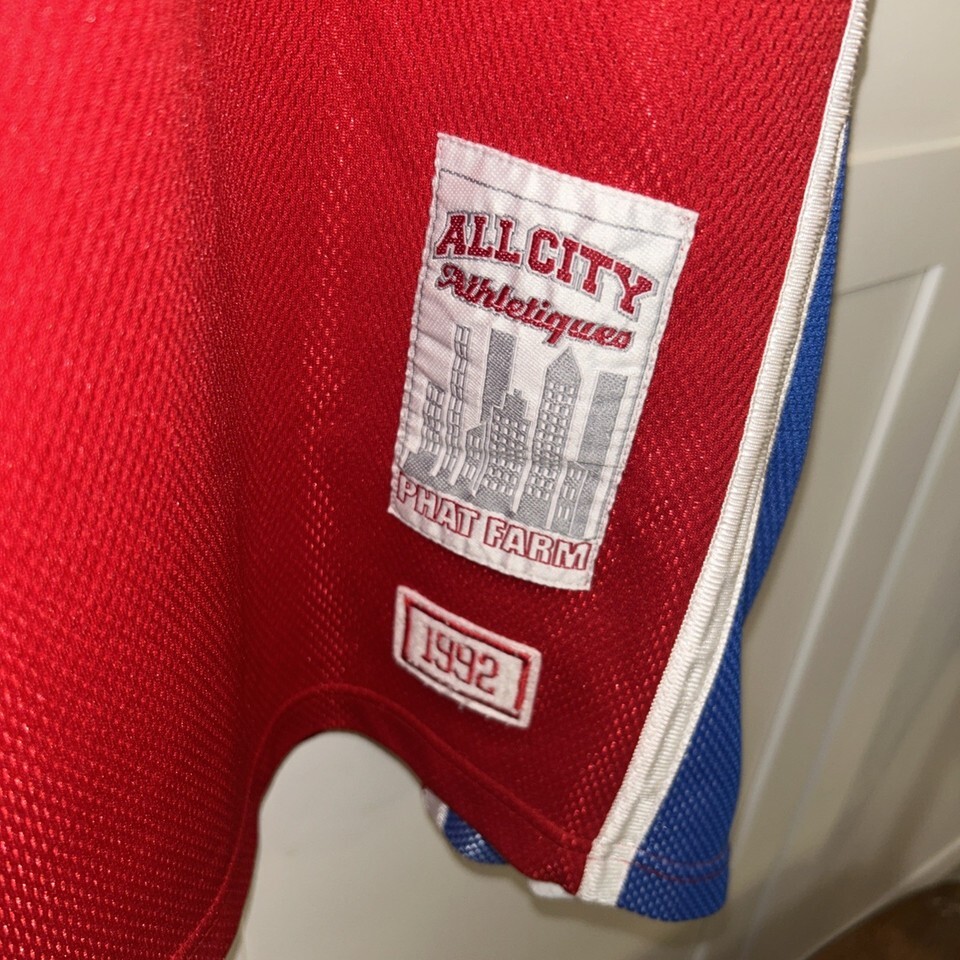 ALL CITY
Athletiques
PHAT FARM
1992